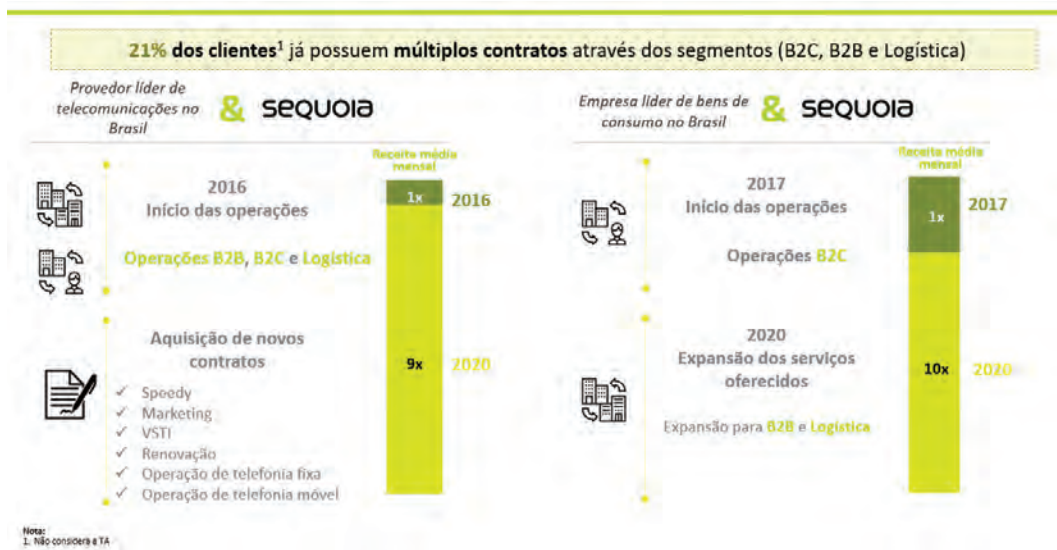 21% dos clientes1 já possuem múltiplos contratos através dos segmentos (B2C, B2B e Logística)
Provedor líder de
telecomunicações no
Brasil
& sequoia
Receita média
mensal
2016
Início das operações
1x
2016
Operações B2B, B2C e Logística
Aquisição de novos
contratos
9x
2020
✓ Speedy
✓ Marketing
✓ VSTI
✓ Renovação
✓ Operação de telefonia fixa
✓ Operação de telefonia móvel
Empresa líder de bens de
consumo no Brasil
& sequoia
Receita média
mensal
2017
Início das operações
1x
2017
Operações B2C
2020
Expansão dos serviços
oferecidos
10x
2020
Expansão para B2B e Logística
Nota:
1. Não considera a TA